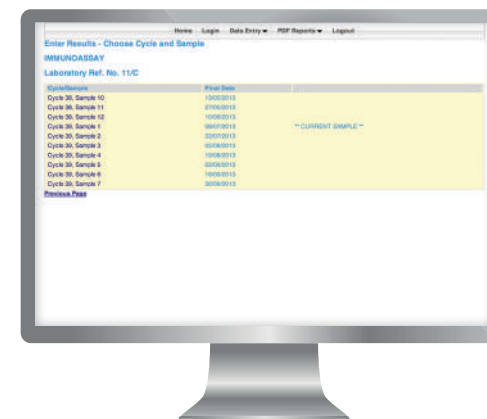 Home Login Data Entry PDF Reports Logout
Enter Results - Choose Cycle and Sample
IMMUNOASSAY
Laboratory Ref. No. 11/C
Cycle/Sample Final Date
Cycle 38, Sample 10
Cycle 38, Sample 11
Cycle 38, Sample 12
Cycle 39, Sample 1 ** CURRENT SAMPLE **
Cycle 39, Sample 2
Cycle 39, Sample 3
Cycle 39, Sample 4
Cycle 39, Sample 5
Cycle 39, Sample 6
Cycle 39, Sample 7
Previous Page